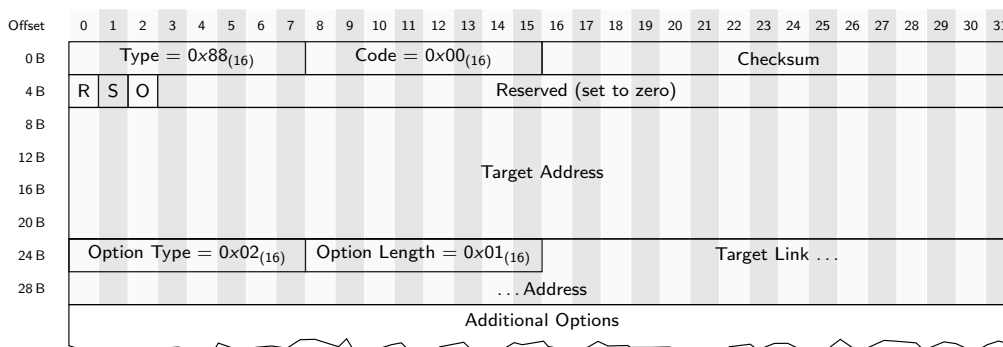 Offset 0 1 2 3 4 5 6 7 8 9 10 11 12 13 14 15 16 17 18 19 20 21 22 23 24 25 26 27 28 29 30 31
0 B Type = 0x88(16) Code = 0x00(16) Checksum
4 B R S O Reserved (set to zero)
8 B
12 B
Target Address
16 B
20 B
24 B Option Type = 0x02(16) Option Length = 0x01(16) Target Link ...
28 B ... Address
Additional Options